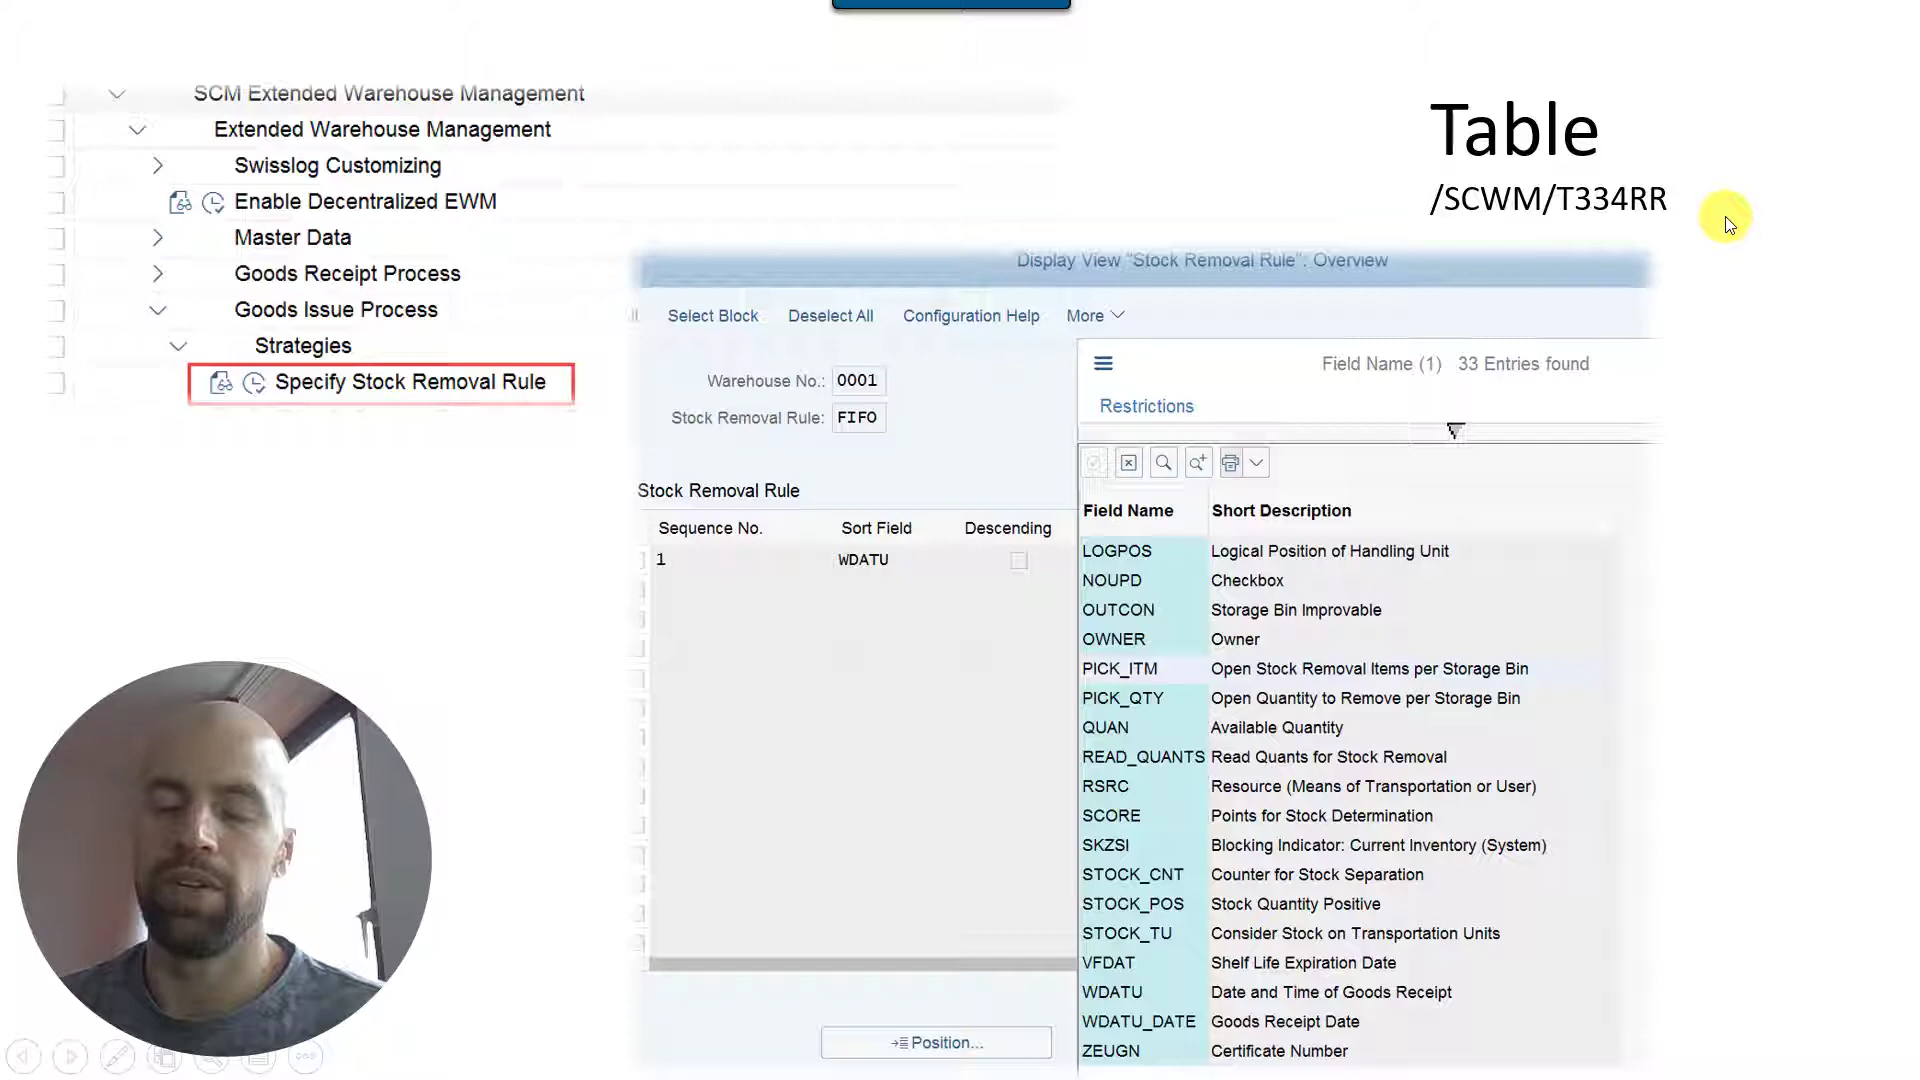 SCM Extended Warehouse Management
Extended Warehouse Management
Swisslog Customizing
Enable Decentralized EWM
Master Data
Goods Receipt Process
Goods Issue Process
Strategies
Specify Stock Removal Rule
Table
/SCWM/T334RR
Display View "Stock Removal Rule": Overview
Select Block Deselect All Configuration Help More
Warehouse No.: 0001
Stock Removal Rule: FIFO
Stock Removal Rule
Sequence No. Sort Field Descending
1 WDATU
Position...
Field Name (1) 33 Entries found
Restrictions
Field Name Short Description
LOGPOS Logical Position of Handling Unit
NOUPD Checkbox
OUTCON Storage Bin Improvable
OWNER Owner
PICK_ITM Open Stock Removal Items per Storage Bin
PICK_QTY Open Quantity to Remove per Storage Bin
QUAN Available Quantity
READ_QUANTS Read Quants for Stock Removal
RSRC Resource (Means of Transportation or User)
SCORE Points for Stock Determination
SKZSI Blocking Indicator: Current Inventory (System)
STOCK_CNT Counter for Stock Separation
STOCK_POS Stock Quantity Positive
STOCK_TU Consider Stock on Transportation Units
VFDAT Shelf Life Expiration Date
WDATU Date and Time of Goods Receipt
WDATU_DATE Goods Receipt Date
ZEUGN Certificate Number